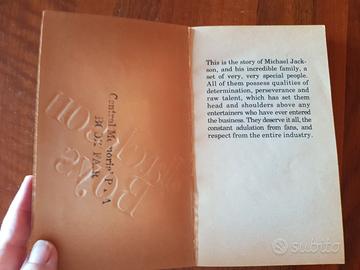 This is the story of Michael Jack-
son, and his incredible family, a
set of very, very special people.
All of them possess qualities of
determination, perseverance and
raw talent, which has set them
head and shoulders above any
entertainers who have ever entered
the business. They deserve it all, the
constant adulation from fans, and
respect from the entire industry.
subito